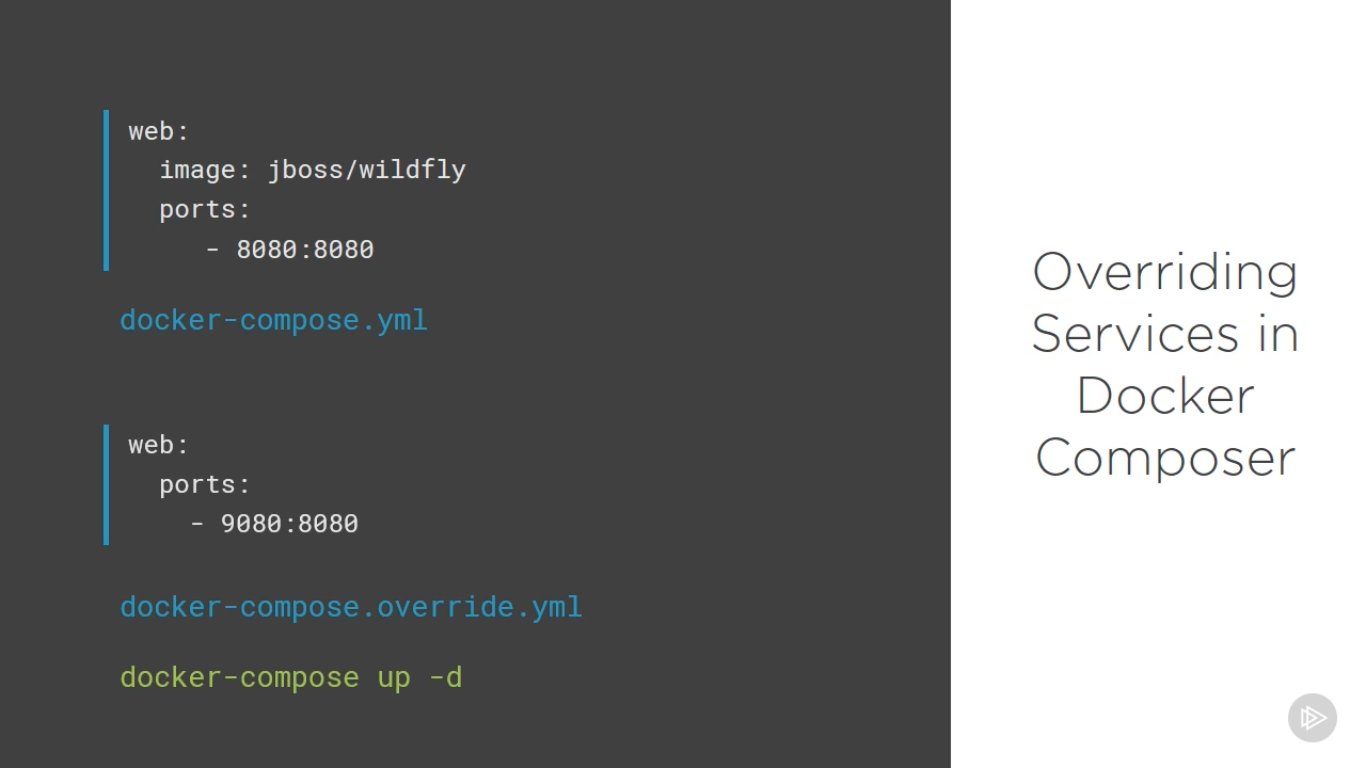 web:
  image: jboss/wildfly
  ports:
     - 8080:8080
docker-compose.yml
web:
  ports:
    - 9080:8080
docker-compose.override.yml
docker-compose up -d
Overriding
Services in
Docker
Composer